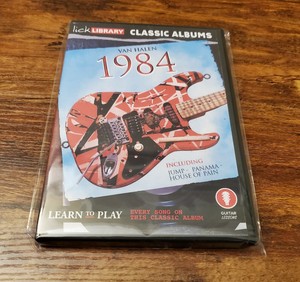 lick LIBRARY CLASSIC ALBUMS
VAN HALEN
1984
INCLUDING
JUMP - PANAMA
HOUSE OF PAIN
LEARN TO PLAY
EVERY SONG ON
THIS CLASSIC ALBUM
GUITAR